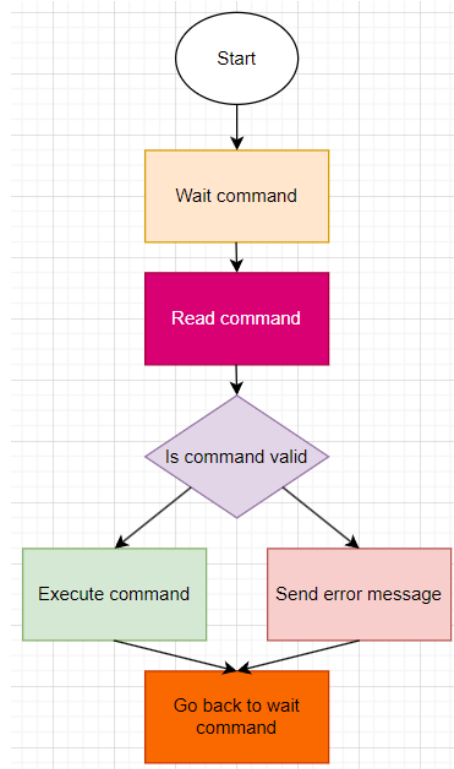 Start
Wait command
Read command
Is command valid
Execute command
Send error message
Go back to wait
command